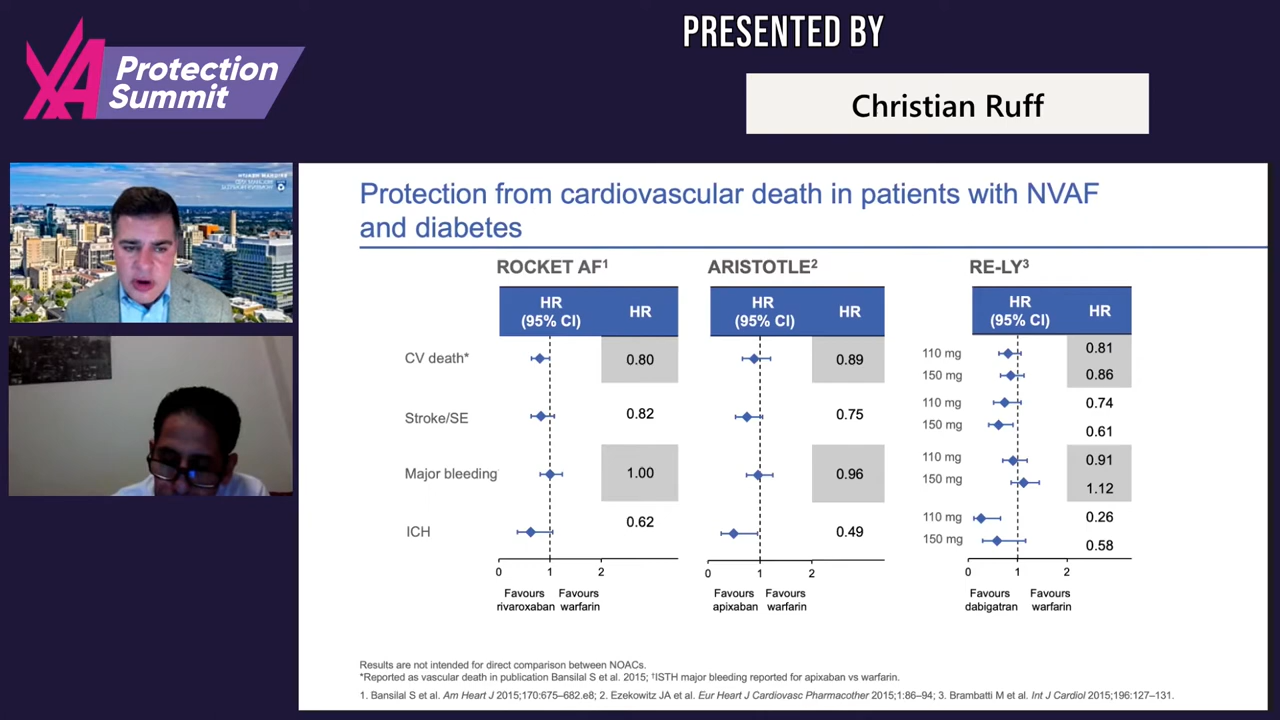 PRESENTED BY
XA Protection
Summit
Christian Ruff
Protection from cardiovascular death in patients with NVAF
and diabetes
ROCKET AF1
ARISTOTLE2
RE-LY3
HR
(95% CI)
HR
HR
(95% CI)
HR
HR
(95% CI)
HR
CV death*
0.80
0.89
110 mg
0.81
150 mg
0.86
Stroke/SE
0.82
0.75
110 mg
0.74
150 mg
0.61
Major bleeding
1.00
0.96
110 mg
0.91
150 mg
1.12
ICH
0.62
0.49
110 mg
0.26
150 mg
0.58
0 1 2
0 1 2
0 1 2
Favours
rivaroxaban
Favours
warfarin
Favours
apixaban
Favours
warfarin
Favours
dabigatran
Favours
warfarin
Results are not intended for direct comparison between NOACs.
*Reported as vascular death in publication Bansilal S et al. 2015; †ISTH major bleeding reported for apixaban vs warfarin.
1. Bansilal S et al. Am Heart J 2015;170:675–682.e8; 2. Ezekowitz JA et al. Eur Heart J Cardiovasc Pharmacother 2015;1:86–94; 3. Brambatti M et al. Int J Cardiol 2015;196:127–131.